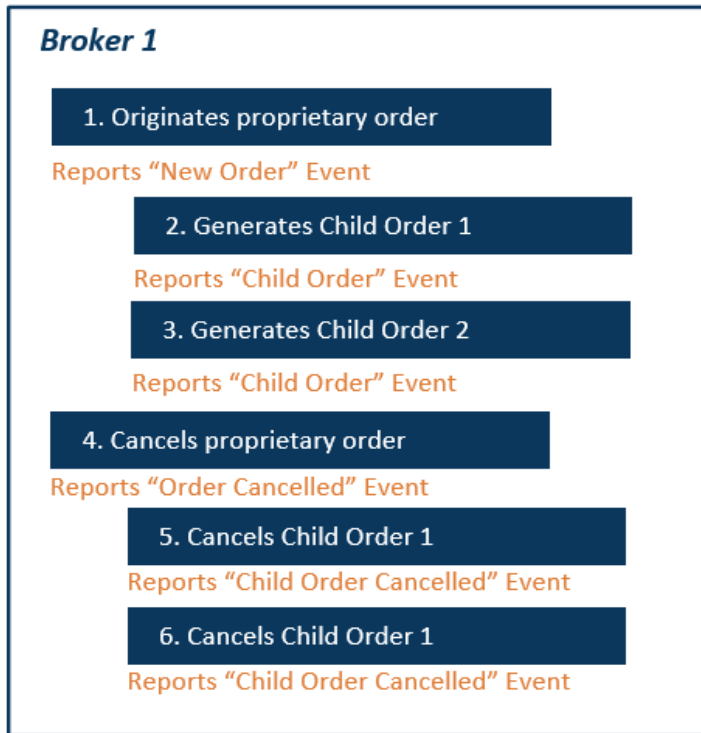 Broker 1
1. Originates proprietary order
Reports “New Order” Event
2. Generates Child Order 1
Reports “Child Order” Event
3. Generates Child Order 2
Reports “Child Order” Event
4. Cancels proprietary order
Reports “Order Cancelled” Event
5. Cancels Child Order 1
Reports “Child Order Cancelled” Event
6. Cancels Child Order 1
Reports “Child Order Cancelled” Event